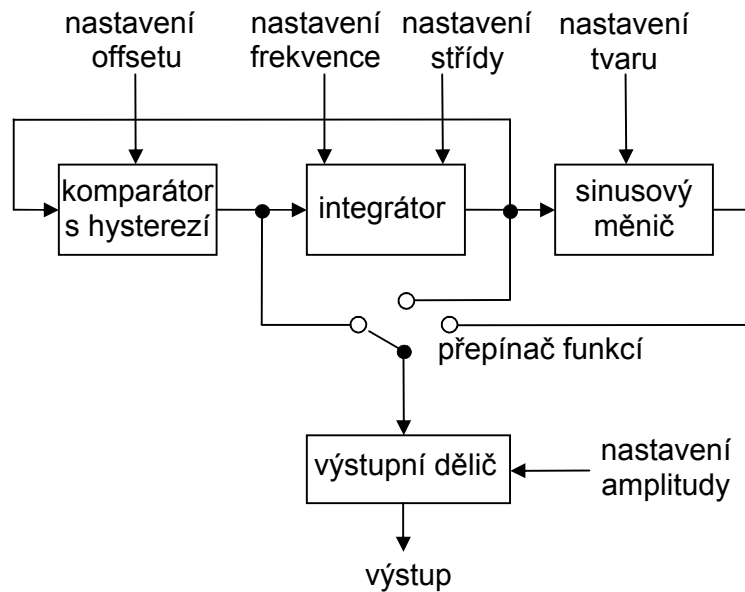 nastavení
offsetu
nastavení
frekvence
nastavení
střídy
nastavení
tvaru
komparátor
s hysterezí
integrátor
sinusový
měnič
přepínač funkcí
výstupní dělič
nastavení
amplitudy
výstup